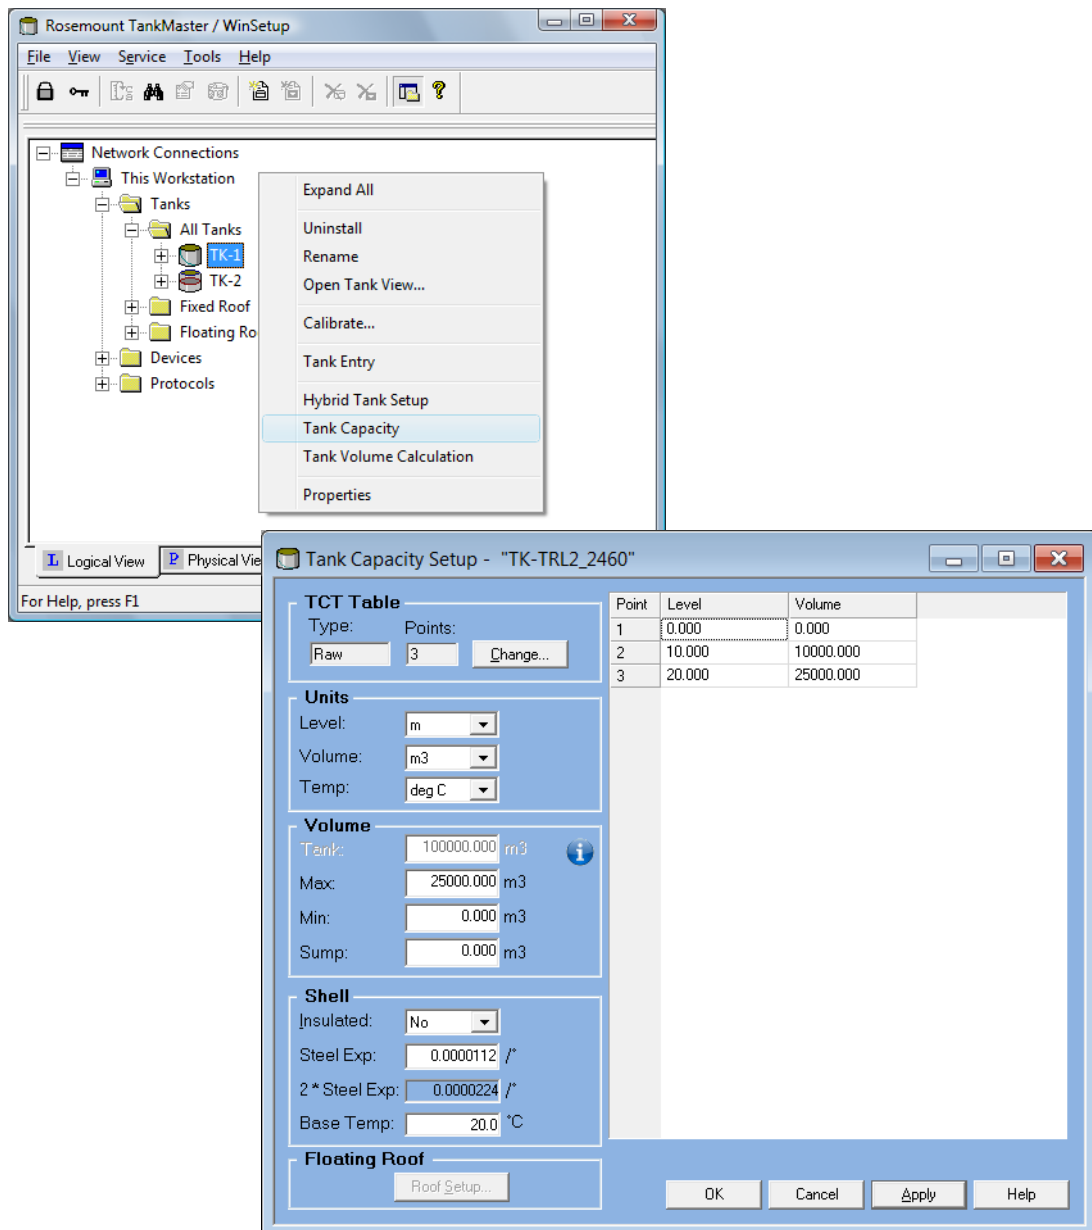 Rosemount TankMaster / WinSetup
File View Service Tools Help
Network Connections
This Workstation
Tanks
All Tanks
TK-1
TK-2
Fixed Roof
Floating Ro
Devices
Protocols
Expand All
Uninstall
Rename
Open Tank View...
Calibrate...
Tank Entry
Hybrid Tank Setup
Tank Capacity
Tank Volume Calculation
Properties
L Logical View P Physical Vie
For Help, press F1
Tank Capacity Setup - "TK-TRL2_2460"
TCT Table
Type: Points:
Raw 3 Change...
Units
Level: m
Volume: m3
Temp: deg C
Volume
Tank: 100000.000 m3
Max: 25000.000 m3
Min: 0.000 m3
Sump: 0.000 m3
Shell
Insulated: No
Steel Exp: 0.0000112 /°
2 * Steel Exp: 0.0000224 /°
Base Temp: 20.0 °C
Floating Roof
Roof Setup...
Point Level Volume
1 0.000 0.000
2 10.000 10000.000
3 20.000 25000.000
OK Cancel Apply Help